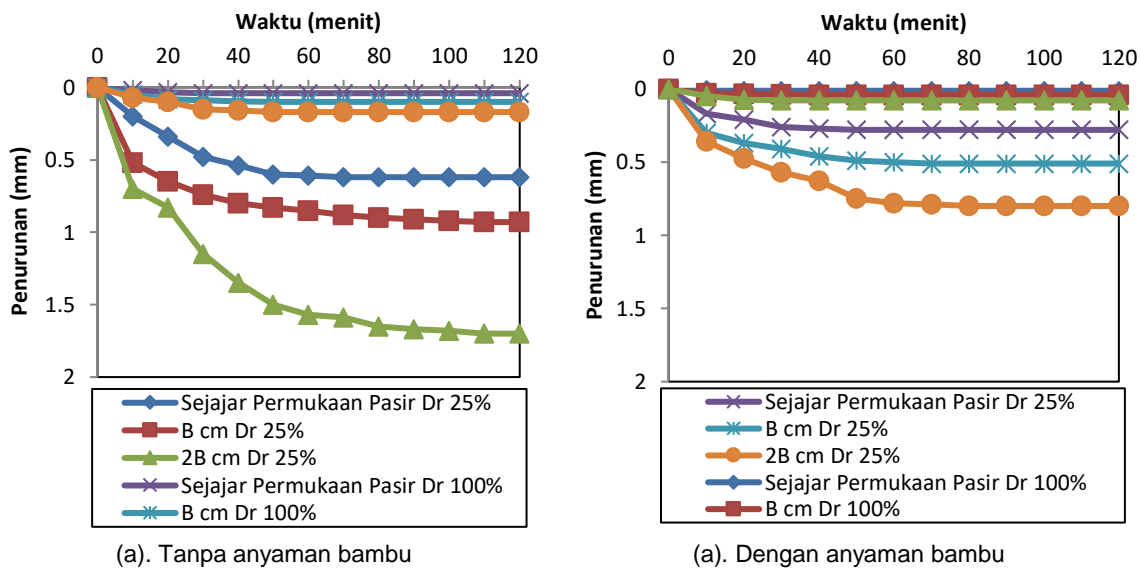 Waktu (menit)
0 20 40 60 80 100 120
0
0.5
1
1.5
2
Penurunan (mm)
Sejajar Permukaan Pasir Dr 25%
B cm Dr 25%
2B cm Dr 25%
Sejajar Permukaan Pasir Dr 100%
B cm Dr 100%
(a). Tanpa anyaman bambu
Waktu (menit)
0 20 40 60 80 100 120
0
0.5
1
1.5
2
Penurunan (mm)
Sejajar Permukaan Pasir Dr 25%
B cm Dr 25%
2B cm Dr 25%
Sejajar Permukaan Pasir Dr 100%
B cm Dr 100%
(a). Dengan anyaman bambu